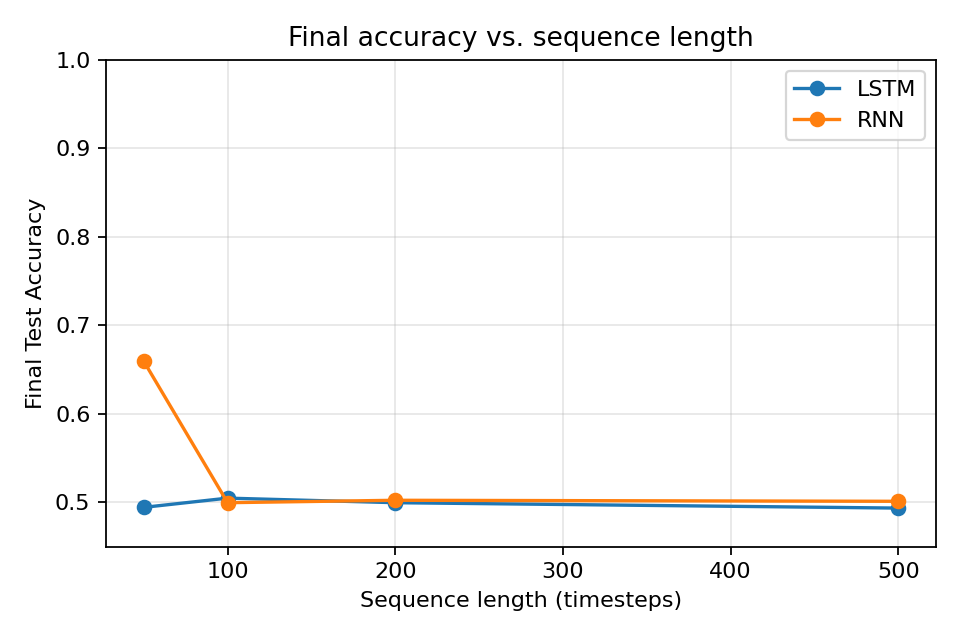 Final accuracy vs. sequence length
1.0
0.9
0.8
0.7
0.6
0.5
Final Test Accuracy
LSTM
RNN
100 200 300 400 500
Sequence length (timesteps)